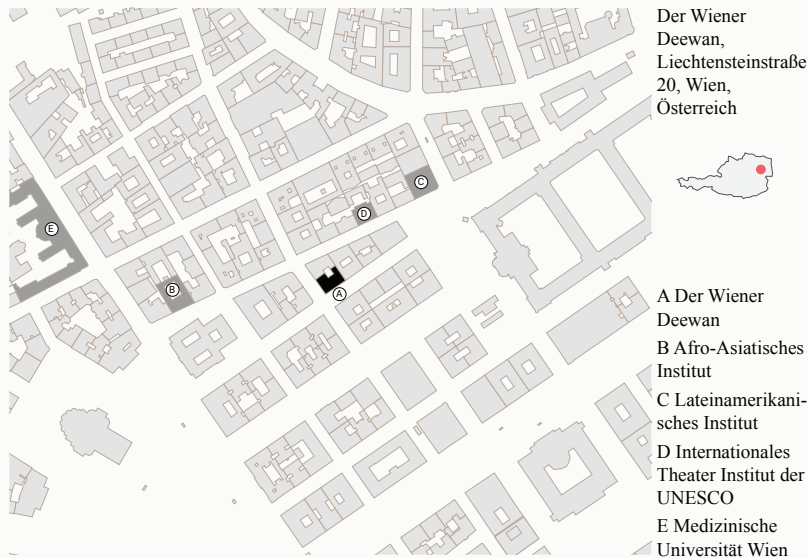 Der Wiener
Deewan,
Liechtensteinstraße
20, Wien,
Österreich
E
C
D
B
A
A Der Wiener
Deewan
B Afro-Asiatisches
Institut
C Lateinamerikani-
sches Institut
D Internationales
Theater Institut der
UNESCO
E Medizinische
Universität Wien